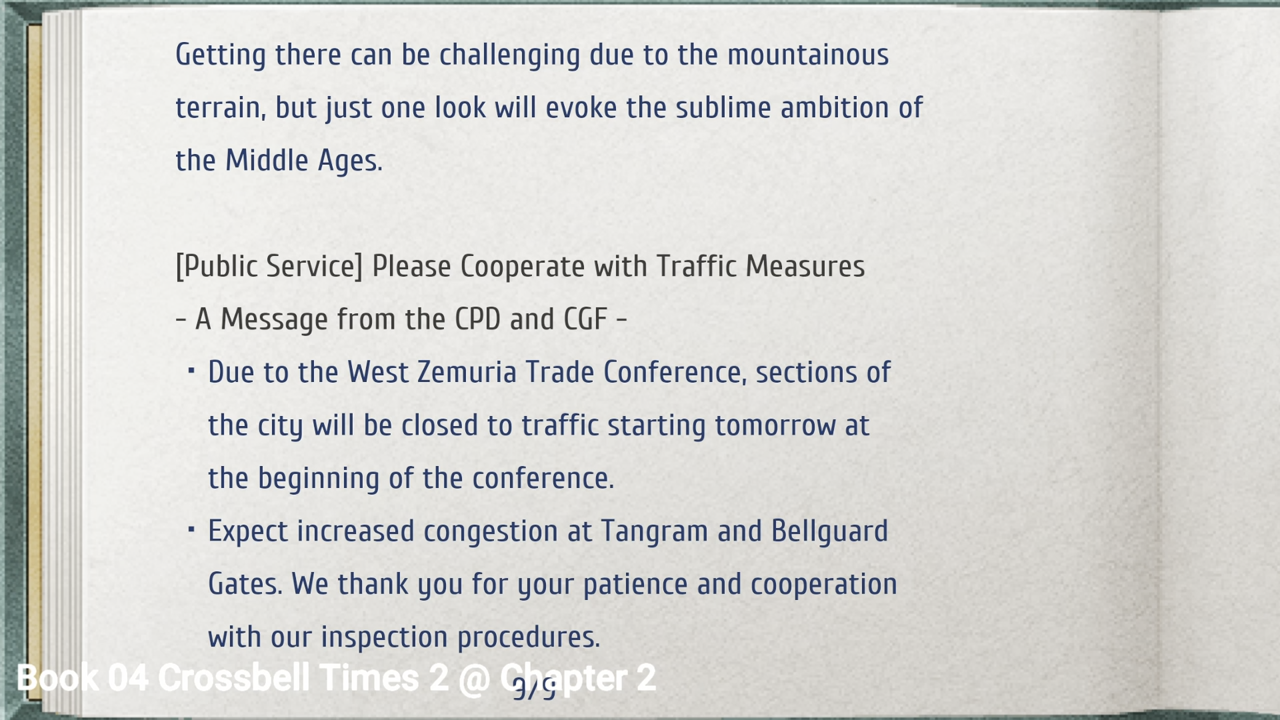 Getting there can be challenging due to the mountainous
terrain, but just one look will evoke the sublime ambition of
the Middle Ages.
[Public Service] Please Cooperate with Traffic Measures
- A Message from the CPD and CGF -
▪ Due to the West Zemuria Trade Conference, sections of
the city will be closed to traffic starting tomorrow at
the beginning of the conference.
▪ Expect increased congestion at Tangram and Bellguard
Gates. We thank you for your patience and cooperation
with our inspection procedures.
Book 04 Crossbell Times 2 @ Chapter 2
9/9